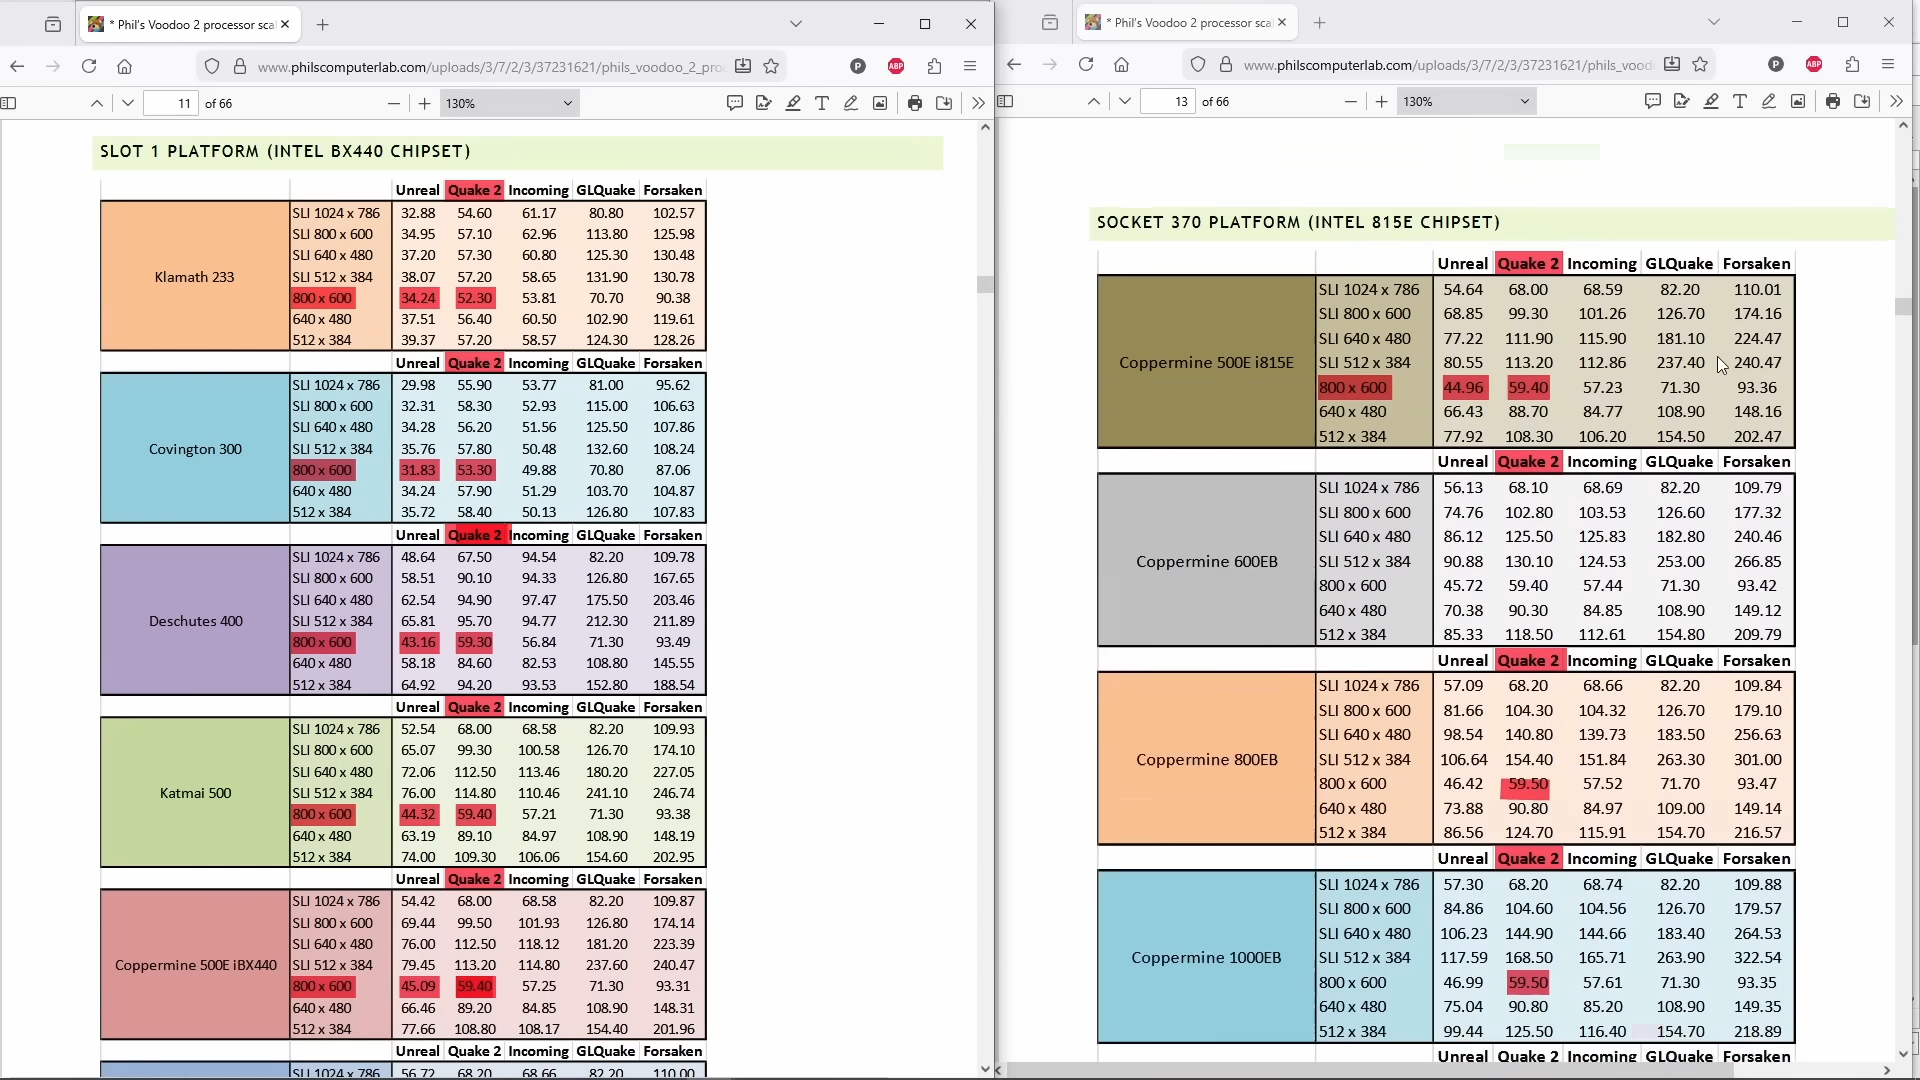 * Phil's Voodoo 2 processor sca
www.philscomputerlab.com/uploads/3/7/2/3/37231621/phils_voodoo_2_pro
P
ABP
11 of 66
130%
SLOT 1 PLATFORM (INTEL BX440 CHIPSET)
Unreal Quake 2 Incoming GLQuake Forsaken
Klamath 233
SLI 1024 x 786 32.88 54.60 61.17 80.80 102.57
SLI 800 x 600 34.95 57.10 62.96 113.80 125.98
SLI 640 x 480 37.20 57.30 60.80 125.30 130.48
SLI 512 x 384 38.07 57.20 58.65 131.90 130.78
800 x 600 34.24 52.30 53.81 70.70 90.38
640 x 480 37.51 56.40 60.50 102.90 119.61
512 x 384 39.37 57.20 58.57 124.30 128.26
Unreal Quake 2 Incoming GLQuake Forsaken
Covington 300
SLI 1024 x 786 29.98 55.90 53.77 81.00 95.62
SLI 800 x 600 32.31 58.30 52.93 115.00 106.63
SLI 640 x 480 34.28 56.20 51.56 125.50 107.86
SLI 512 x 384 35.76 57.80 50.48 132.60 108.24
800 x 600 31.83 53.30 49.88 70.80 87.06
640 x 480 34.24 57.90 51.29 103.70 104.87
512 x 384 35.72 58.40 50.13 126.80 107.83
Unreal Quake 2 Incoming GLQuake Forsaken
Deschutes 400
SLI 1024 x 786 48.64 67.50 94.54 82.20 109.78
SLI 800 x 600 58.51 90.10 94.33 126.80 167.65
SLI 640 x 480 62.54 94.90 97.47 175.50 203.46
SLI 512 x 384 65.81 95.70 94.77 212.30 211.89
800 x 600 43.16 59.30 56.84 71.30 93.49
640 x 480 58.18 84.60 82.53 108.80 145.55
512 x 384 64.92 94.20 93.53 152.80 188.54
Unreal Quake 2 Incoming GLQuake Forsaken
Katmai 500
SLI 1024 x 786 52.54 68.00 68.58 82.20 109.93
SLI 800 x 600 65.07 99.30 100.58 126.70 174.10
SLI 640 x 480 72.06 112.50 113.46 180.20 227.05
SLI 512 x 384 76.00 114.80 110.46 241.10 246.74
800 x 600 44.32 59.40 57.21 71.30 93.38
640 x 480 63.19 89.10 84.97 108.90 148.19
512 x 384 74.00 109.30 106.06 154.60 202.95
Unreal Quake 2 Incoming GLQuake Forsaken
Coppermine 500E iBX440
SLI 1024 x 786 54.42 68.00 68.58 82.20 109.87
SLI 800 x 600 69.44 99.50 101.93 126.80 174.14
SLI 640 x 480 76.00 112.50 118.12 181.20 223.39
SLI 512 x 384 79.45 113.20 114.80 237.60 240.47
800 x 600 45.09 59.40 57.25 71.30 93.31
640 x 480 66.46 89.20 84.85 108.90 148.31
512 x 384 77.66 108.80 108.17 154.40 201.96
Unreal Quake 2 Incoming GLQuake Forsaken
SLI 1024 x 786 56.72 68.20 68.66 82.20 110.00
* Phil's Voodoo 2 processor sca
www.philscomputerlab.com/uploads/3/7/2/3/37231621/phils_vood
P
ABP
13 of 66
130%
SOCKET 370 PLATFORM (INTEL 815E CHIPSET)
Unreal Quake 2 Incoming GLQuake Forsaken
Coppermine 500E i815E
SLI 1024 x 786 54.64 68.00 68.59 82.20 110.01
SLI 800 x 600 68.85 99.30 101.26 126.70 174.16
SLI 640 x 480 77.22 111.90 115.90 181.10 224.47
SLI 512 x 384 80.55 113.20 112.86 237.40 240.47
800 x 600 44.96 59.40 57.23 71.30 93.36
640 x 480 66.43 88.70 84.77 108.90 148.16
512 x 384 77.92 108.30 106.20 154.50 202.47
Unreal Quake 2 Incoming GLQuake Forsaken
Coppermine 600EB
SLI 1024 x 786 56.13 68.10 68.69 82.20 109.79
SLI 800 x 600 74.76 102.80 103.53 126.60 177.32
SLI 640 x 480 86.12 125.50 125.83 182.80 240.46
SLI 512 x 384 90.88 130.10 124.53 253.00 266.85
800 x 600 45.72 59.40 57.44 71.30 93.42
640 x 480 70.38 90.30 84.85 108.90 149.12
512 x 384 85.33 118.50 112.61 154.80 209.79
Unreal Quake 2 Incoming GLQuake Forsaken
Coppermine 800EB
SLI 1024 x 786 57.09 68.20 68.66 82.20 109.84
SLI 800 x 600 81.66 104.30 104.32 126.70 179.10
SLI 640 x 480 98.54 140.80 139.73 183.50 256.63
SLI 512 x 384 106.64 154.40 151.84 263.30 301.00
800 x 600 46.42 59.50 57.52 71.70 93.47
640 x 480 73.88 90.80 84.97 109.00 149.14
512 x 384 86.56 124.70 115.91 154.70 216.57
Unreal Quake 2 Incoming GLQuake Forsaken
Coppermine 1000EB
SLI 1024 x 786 57.30 68.20 68.74 82.20 109.88
SLI 800 x 600 84.86 104.60 104.56 126.70 179.57
SLI 640 x 480 106.23 144.90 144.66 183.40 264.53
SLI 512 x 384 117.59 168.50 165.71 263.90 322.54
800 x 600 46.99 59.50 57.61 71.30 93.35
640 x 480 75.04 90.80 85.20 108.90 149.35
512 x 384 99.44 125.50 116.40 154.70 218.89
Unreal Quake 2 Incoming GLQuake Forsaken